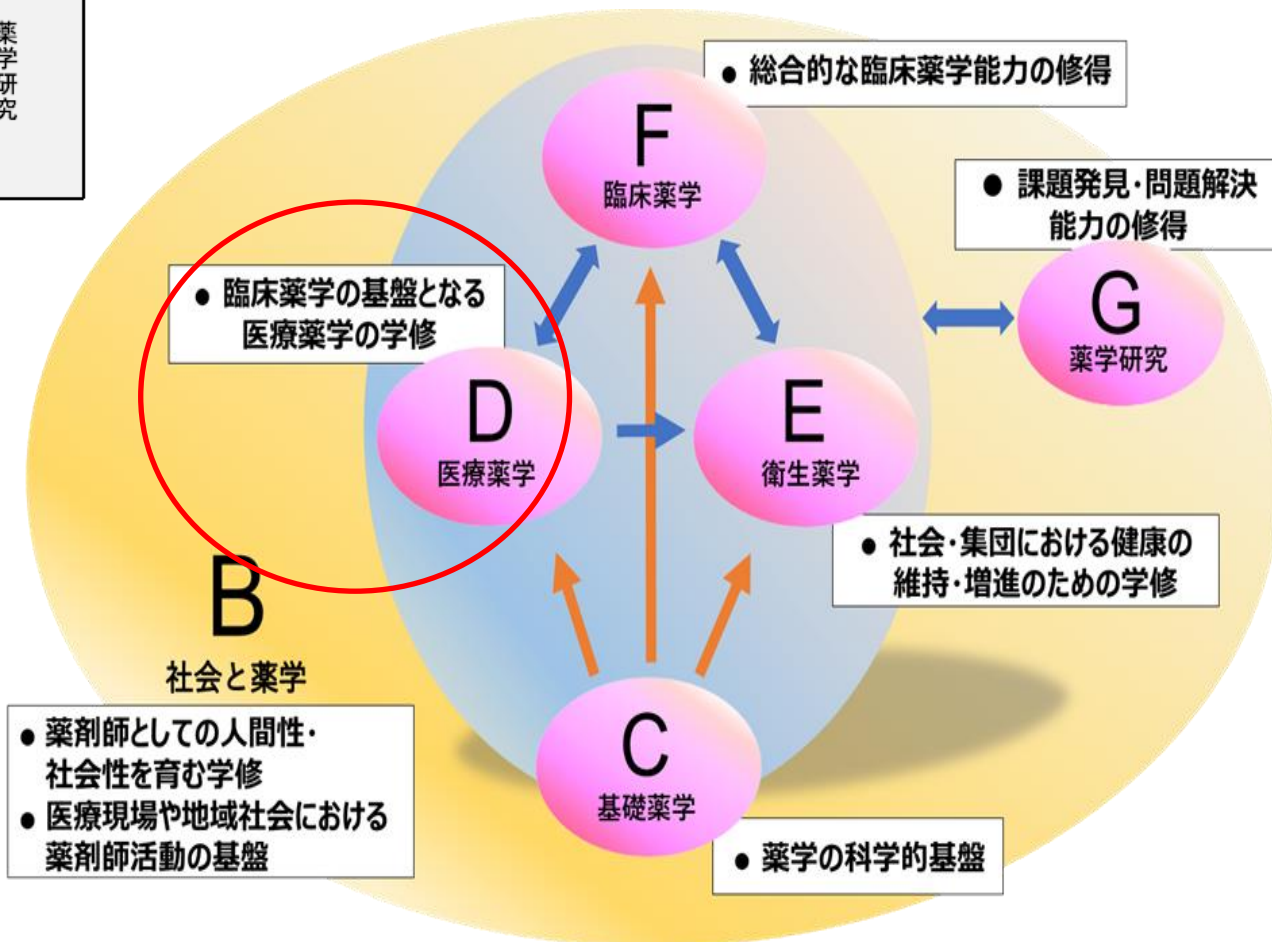 薬学研究
● 総合的な臨床薬学能力の修得
F
臨床薬学
● 課題発見・問題解決
能力の修得
G
薬学研究
● 臨床薬学の基盤となる
医療薬学の学修
D
医療薬学
E
衛生薬学
● 社会・集団における健康の
維持・増進のための学修
B
社会と薬学
● 薬剤師としての人間性・
社会性を育む学修
● 医療現場や地域社会における
薬剤師活動の基盤
C
基礎薬学
● 薬学の科学的基盤